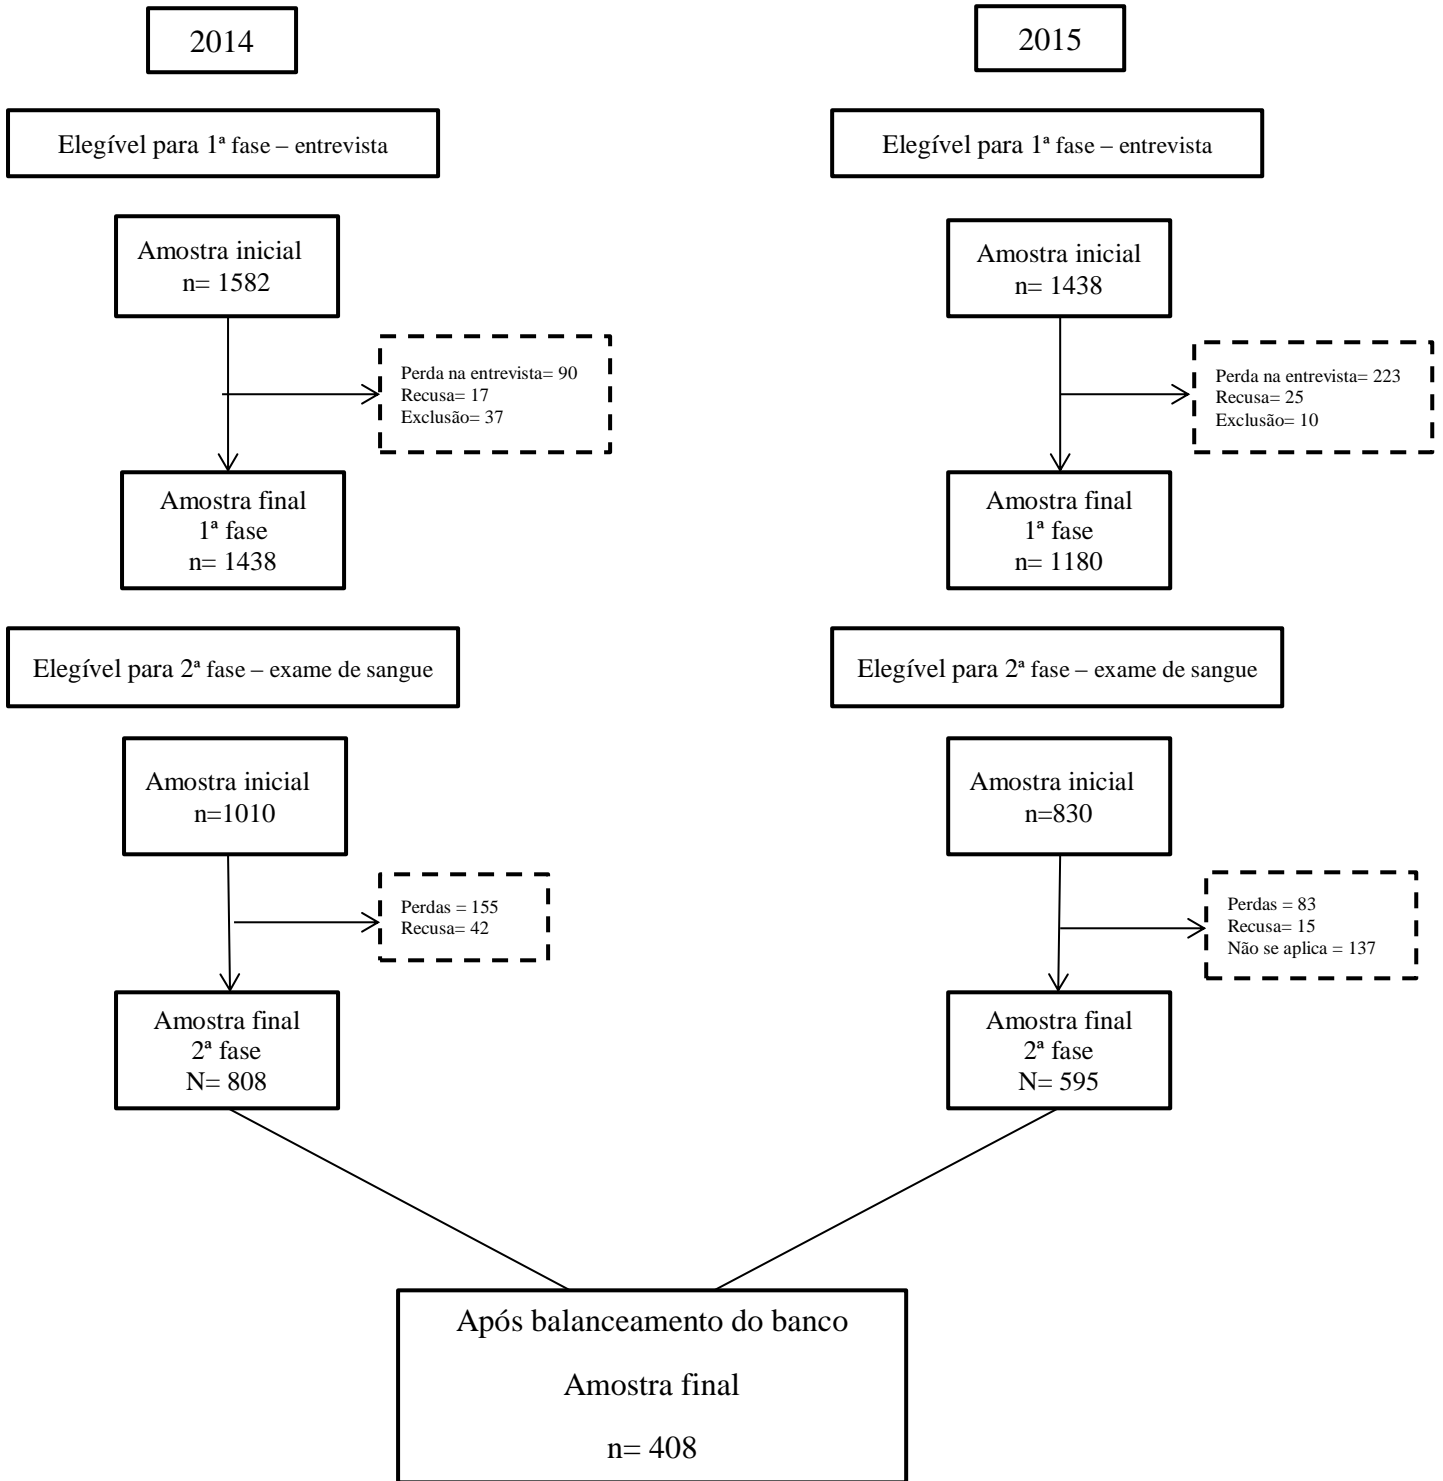 2014
Elegível para 1ª fase – entrevista
Amostra inicial
n= 1582
Perda na entrevista= 90
Recusa= 17
Exclusão= 37
Amostra final
1ª fase
n= 1438
Elegível para 2ª fase – exame de sangue
Amostra inicial
n=1010
Perdas = 155
Recusa= 42
Amostra final
2ª fase
N= 808
2015
Elegível para 1ª fase – entrevista
Amostra inicial
n= 1438
Perda na entrevista= 223
Recusa= 25
Exclusão= 10
Amostra final
1ª fase
n= 1180
Elegível para 2ª fase – exame de sangue
Amostra inicial
n=830
Perdas = 83
Recusa= 15
Não se aplica = 137
Amostra final
2ª fase
N= 595
Após balanceamento do banco
Amostra final
n= 408